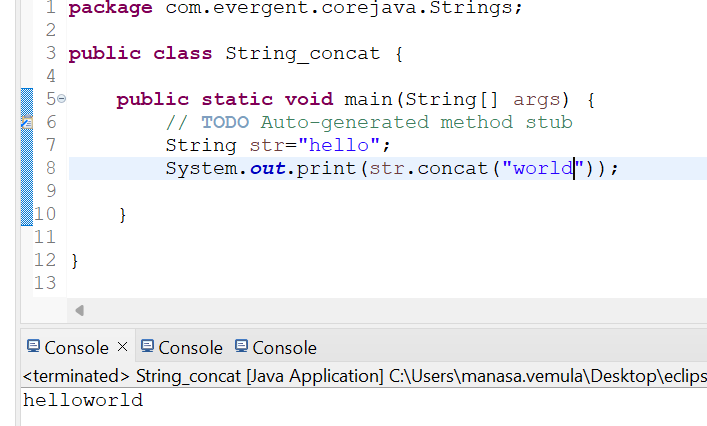 1 package com.evergent.corejava.Strings;
2
3 public class String_concat {
4
5 public static void main(String[] args) {
6 // TODO Auto-generated method stub
7 String str="hello";
8 System.out.print(str.concat("world"));
9
10 }
11
12 }
13
Console Console Console
<terminated> String_concat [Java Application] C:\Users\manasa.vemula\Desktop\eclips
helloworld